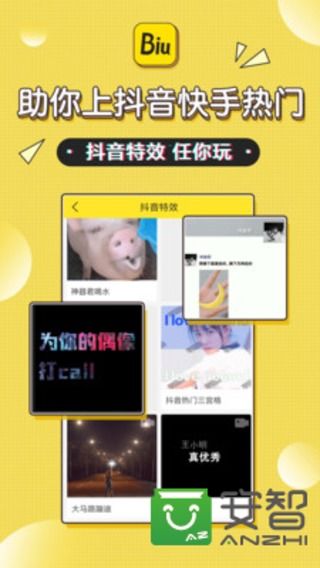 Biu
助你上抖音快手热门
抖音特效 任你玩
抖音特效
神器君喝水
为你的偶像
打call
抖音热门三宫格
王小明
真优秀
大马路蹦迪
安智
ANZHI
AZ